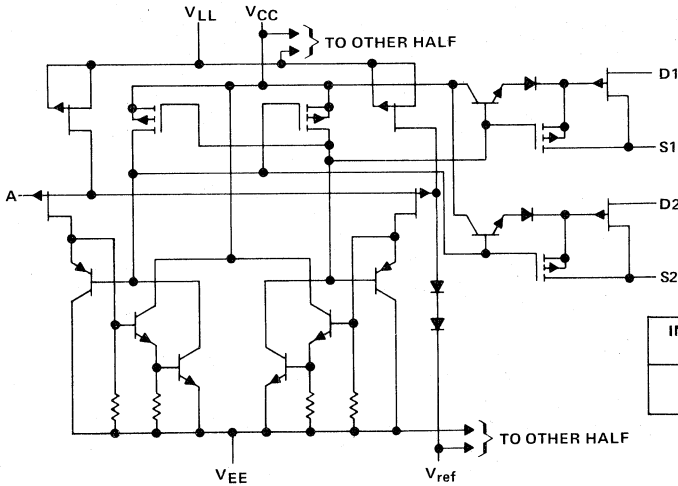 VLL
VCC
TO OTHER HALF
D1
S1
A
D2
S2
IN
TO OTHER HALF
VEE
Vref